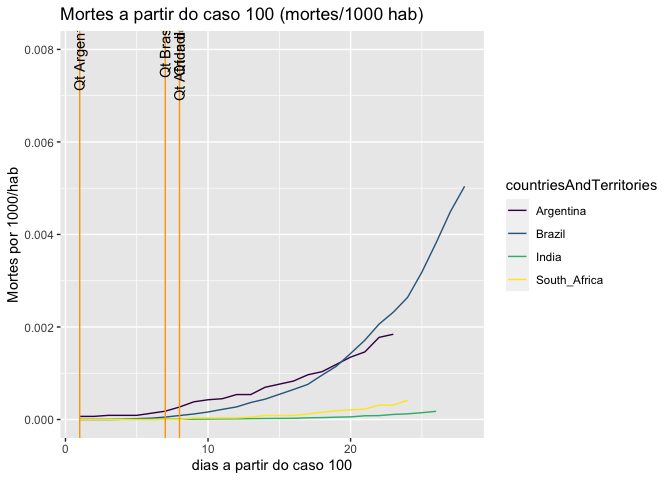 Mortes a partir do caso 100 (mortes/1000 hab)
0.008
0.006
0.004
0.002
0.000
Mortes por 1000/hab
Qt Argen
Qt Bras
Qt
0
10
20
dias a partir do caso 100
countriesAndTerritories
Argentina
Brazil
India
South_Africa